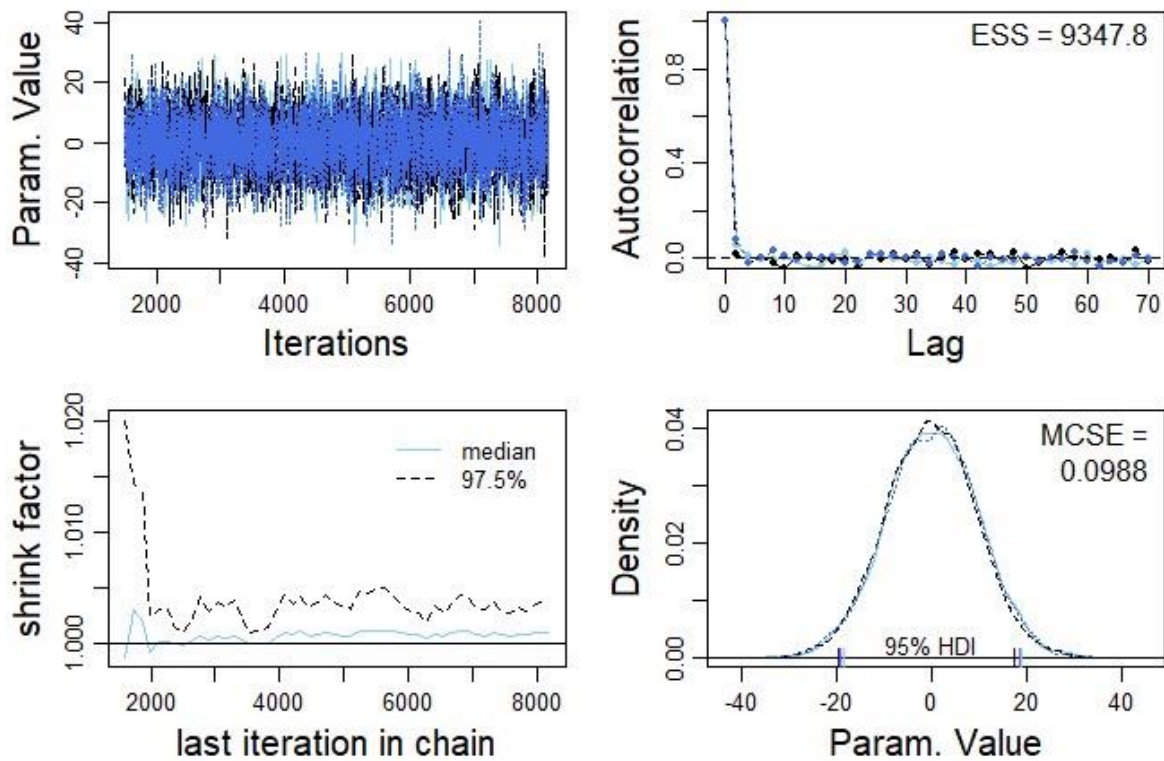 Param. Value
40
20
0
-20
-40
2000
4000
6000
8000
Iterations
Autocorrelation
0.8
0.4
0.0
ESS = 9347.8
0 10 20 30 40 50 60 70
Lag
shrink factor
1.020
1.010
1.000
median
97.5%
2000
4000
6000
8000
last iteration in chain
Density
0.04
0.02
0.00
MCSE =
0.0988
95% HDI
-40
-20
0
20
40
Param. Value